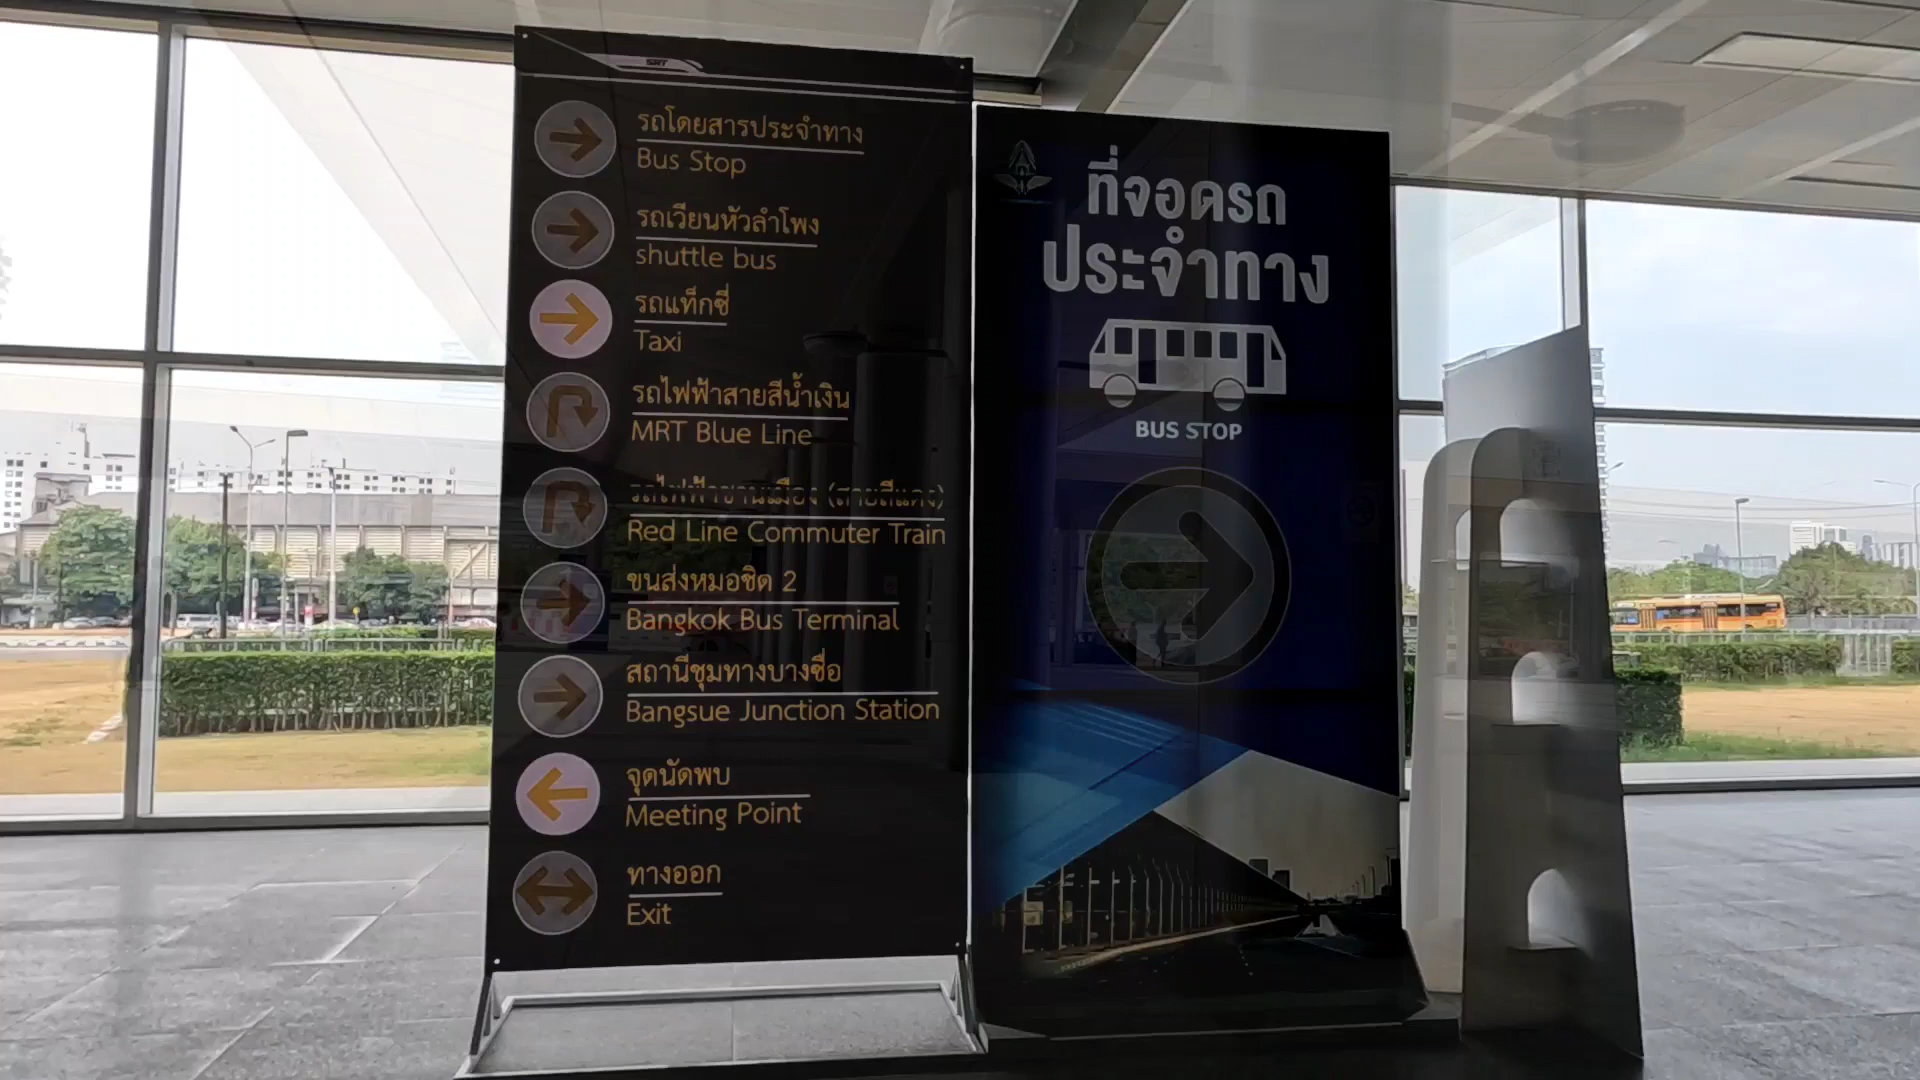 SRT
รถโดยสารประจำทาง
Bus Stop
รถเวียนหัวลำโพง
shuttle bus
รถแท็กซี่
Taxi
รถไฟฟ้าสายสีน้ำเงิน
MRT Blue Line
รถไฟฟ้าชานเมือง (สายสีแดง)
Red Line Commuter Train
ขนส่งหมอชิต 2
Bangkok Bus Terminal
สถานีชุมทางบางซื่อ
Bangsue Junction Station
จุดนัดพบ
Meeting Point
ทางออก
Exit
ที่จอดรถ
ประจำทาง
BUS STOP